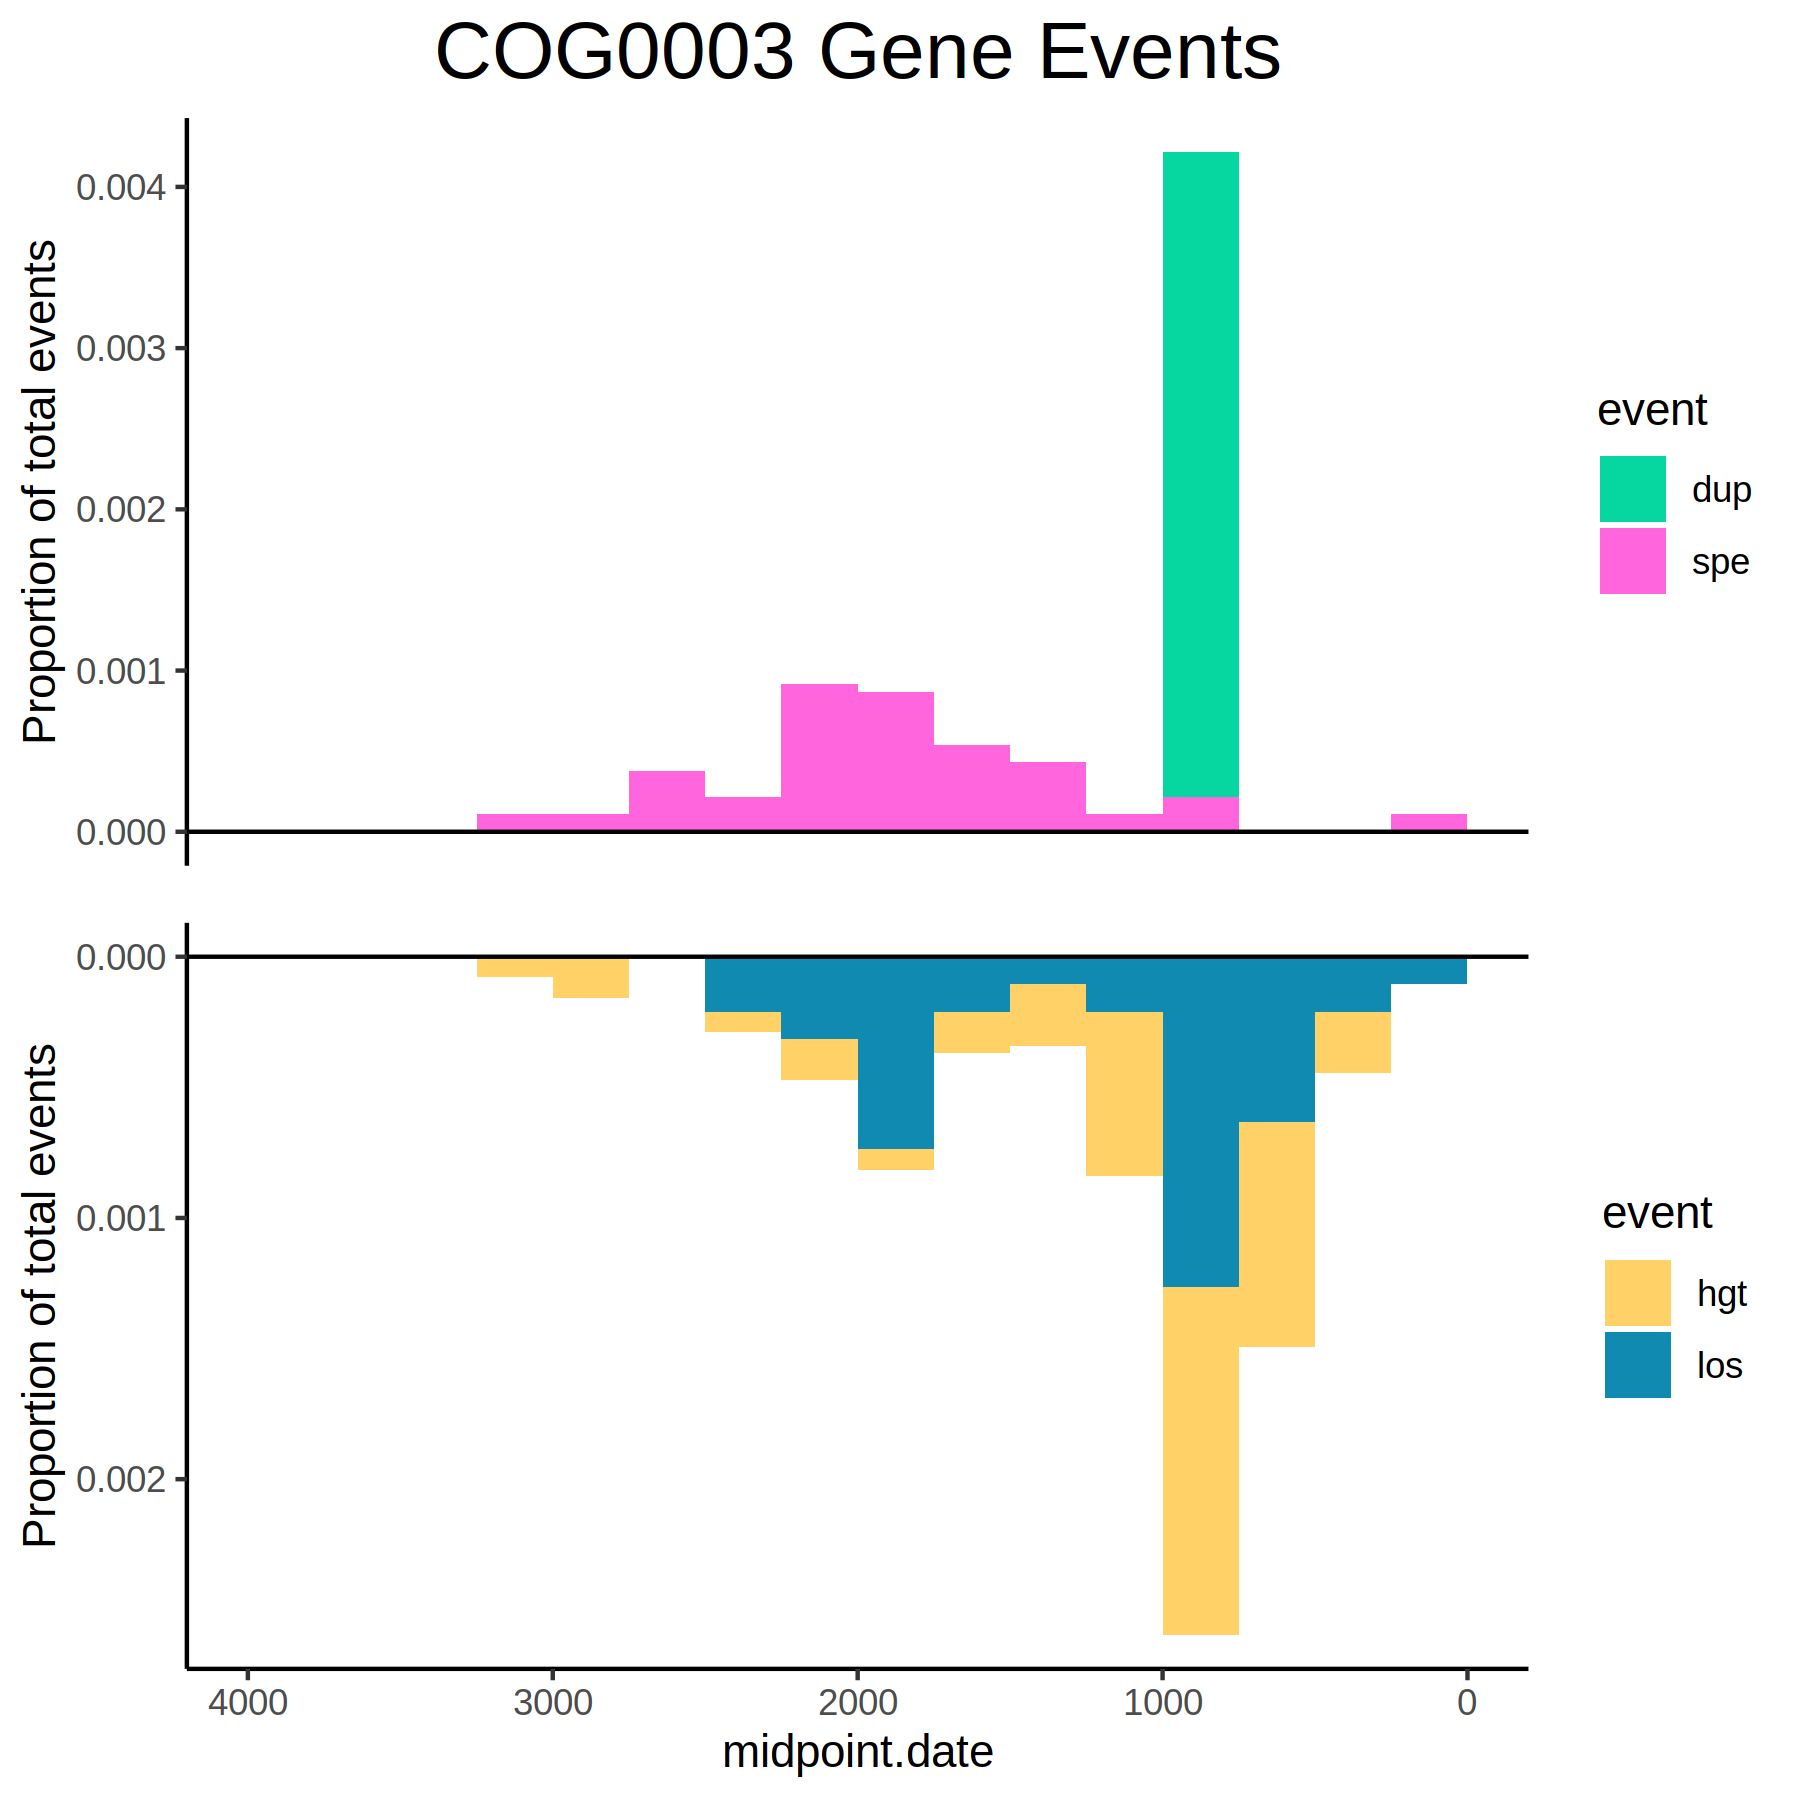 COG0003 Gene Events
Proportion of total events
0.004
0.003
0.002
0.001
0.000
event
dup
spe
Proportion of total events
0.000
0.001
0.002
event
hgt
los
4000 3000 2000 1000 0
midpoint.date